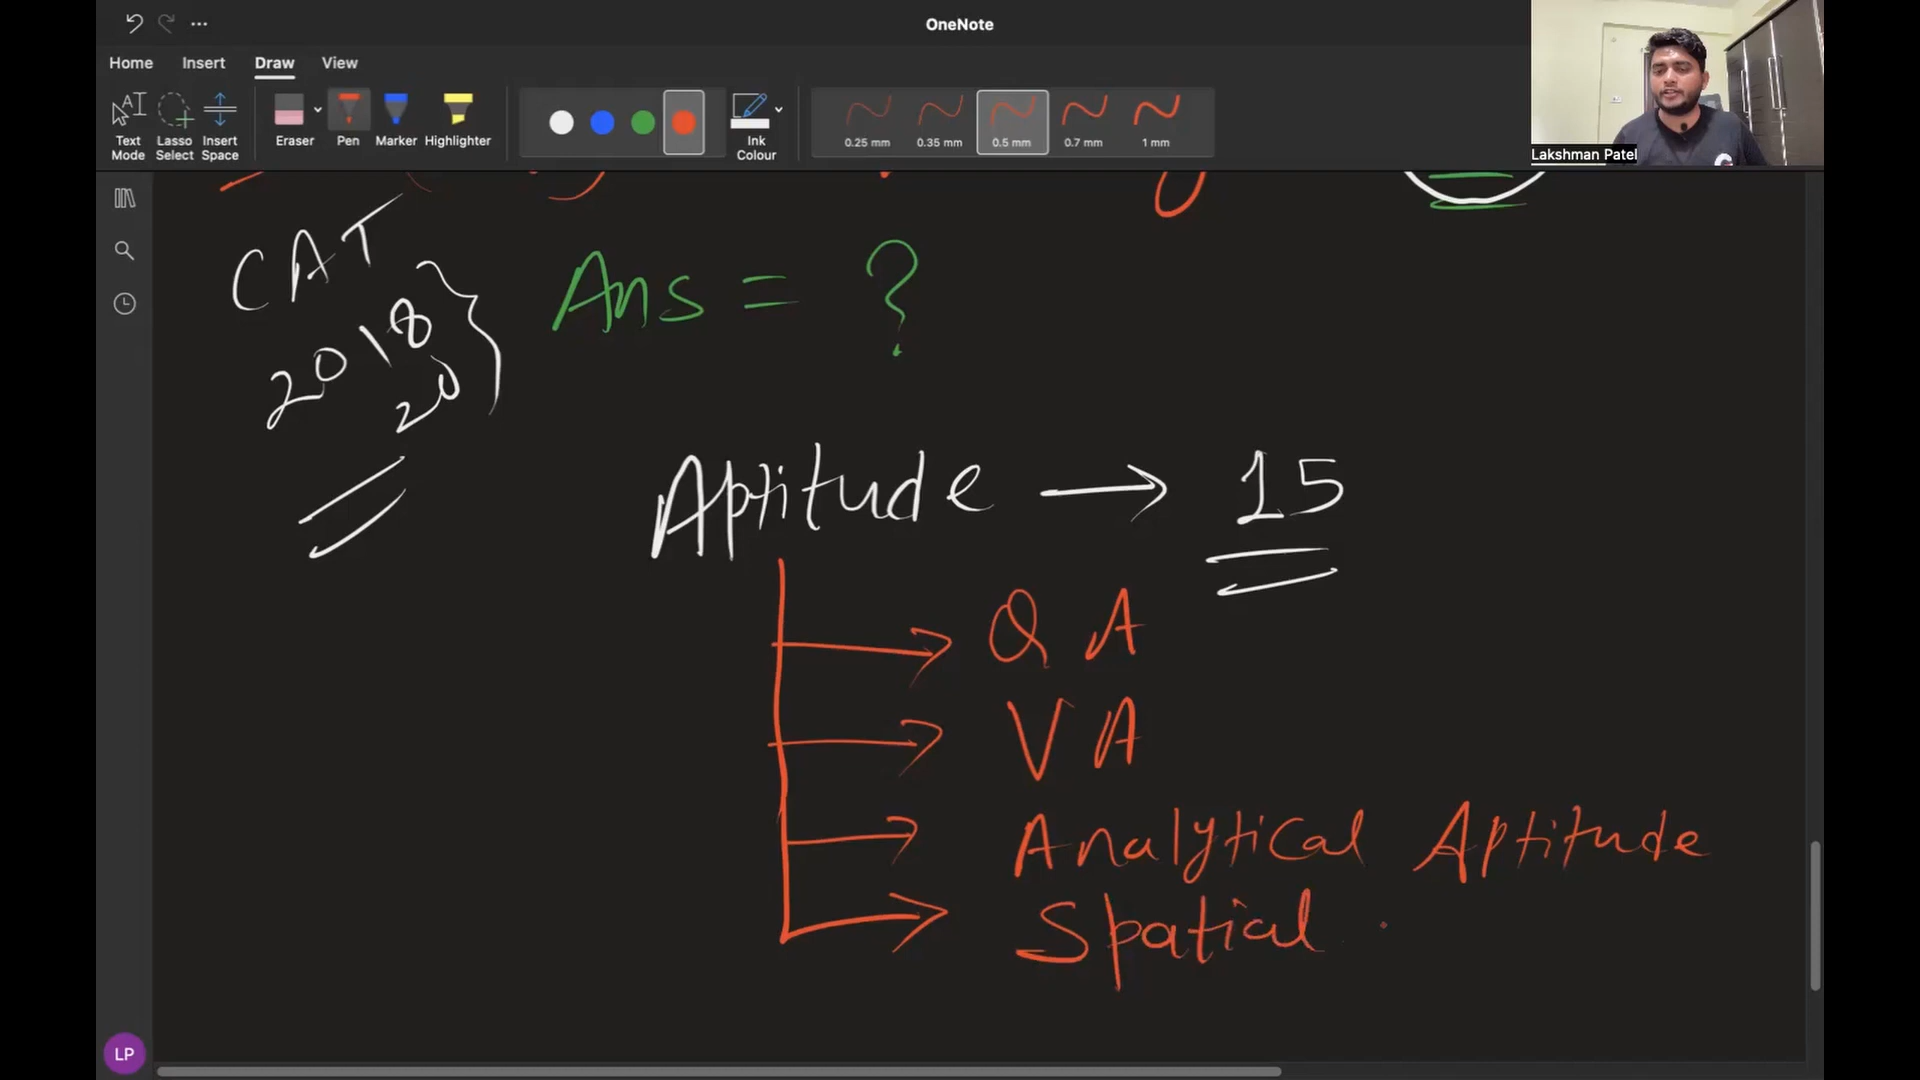 OneNote
Home Insert Draw View
Text Mode
Lasso Select
Insert Space
Eraser
Pen
Marker
Highlighter
Ink Colour
0.25 mm
0.35 mm
0.5 mm
0.7 mm
1 mm
Lakshman Patel
CAT
2018
20
Ans = ?
Aptitude → 15
Q A
V A
Analytical Aptitude
Spatial
LP